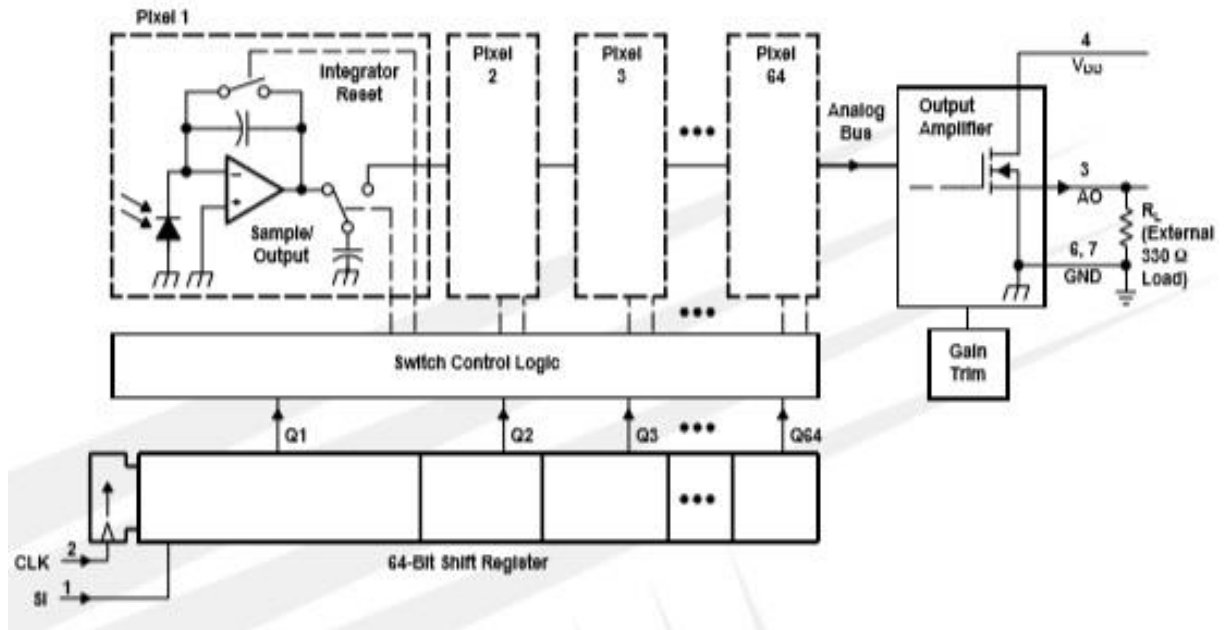 Pixel 1
Integrator
Reset
Sample/
Output
Pixel
2
Pixel
3
Pixel
64
Analog
Bus
Output
Amplifier
4
VDD
3
AO
RL
(External
330 Ω
Load)
6, 7
GND
Gain
Trim
Switch Control Logic
Q1
Q2
Q3
Q64
CLK
2
SI
1
64-Bit Shift Register